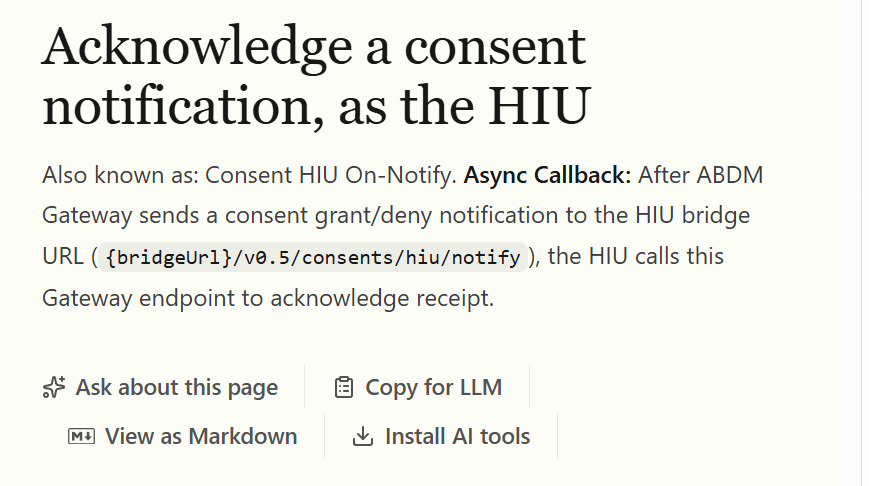 Acknowledge a consent
notification, as the HIU
Also known as: Consent HIU On-Notify. Async Callback: After ABDM
Gateway sends a consent grant/deny notification to the HIU bridge
URL ( {bridgeUrl}/v0.5/consents/hiu/notify ), the HIU calls this
Gateway endpoint to acknowledge receipt.
Ask about this page
Copy for LLM
View as Markdown
Install AI tools